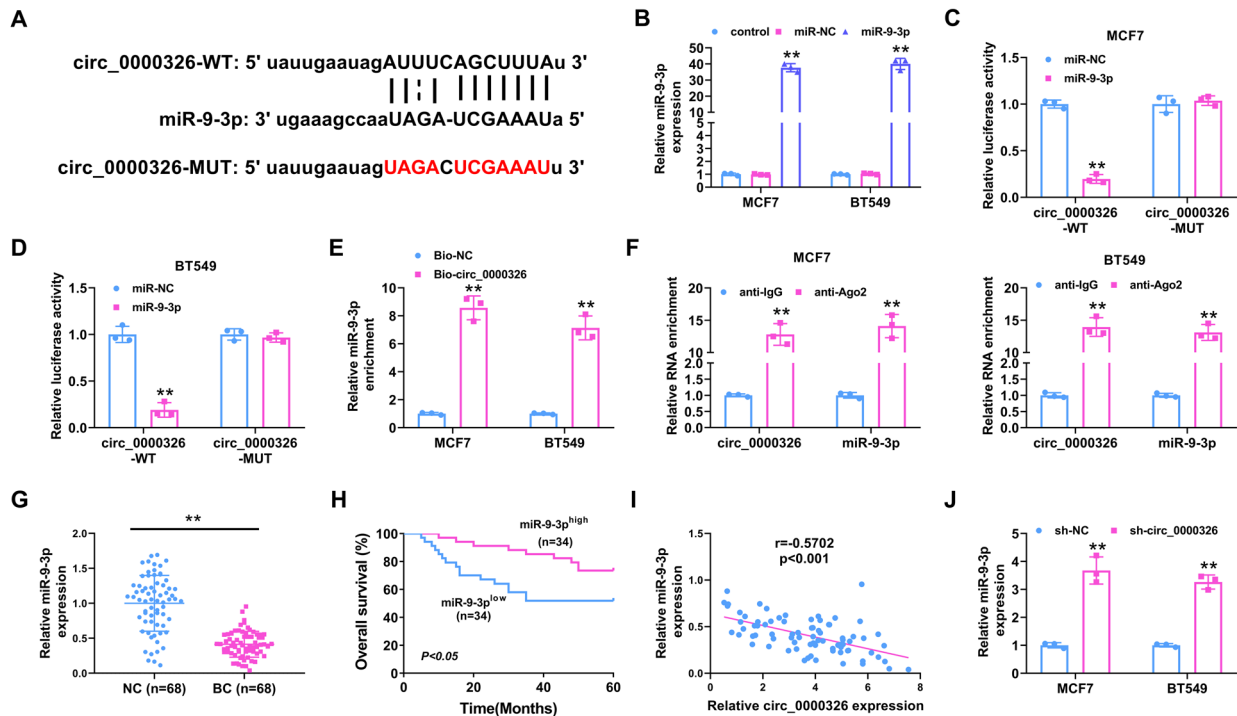 A
circ_0000326-WT: 5' uauugaauagAUUUCAGCUUUAu 3'
miR-9-3p: 3' ugaaagccaaUAGA-UCGAAAUa 5'
circ_0000326-MUT: 5' uauugaauagUAGACUCGAAAUu 3'
B
control miR-NC miR-9-3p
Relative miR-9-3p
expression
50
40
30
20
10
5
4
3
2
1
0
** **
MCF7 BT549
C
MCF7
miR-NC
miR-9-3p
Relative luciferase activity
1.5
1.0
0.5
0.0
**
circ_0000326
-WT
circ_0000326
-MUT
D
BT549
miR-NC
miR-9-3p
Relative luciferase activity
1.5
1.0
0.5
0.0
**
circ_0000326
-WT
circ_0000326
-MUT
E
Bio-NC
Bio-circ_0000326
Relative miR-9-3p
enrichment
10
8
6
4
2
0
** **
MCF7 BT549
F
MCF7
anti-IgG anti-Ago2
Relative RNA enrichment
20
15
10
2.0
1.5
1.0
0.5
0.0
** **
circ_0000326 miR-9-3p
BT549
anti-IgG anti-Ago2
Relative RNA enrichment
20
15
10
2.0
1.5
1.0
0.5
0.0
** **
circ_0000326 miR-9-3p
G
Relative miR-9-3p
expression
2.0
1.5
1.0
0.5
0.0
**
NC (n=68) BC (n=68)
H
Overall survival (%)
100
80
60
40
20
0
miR-9-3phigh
(n=34)
miR-9-3plow
(n=34)
P<0.05
0 20 40 60
Time(Months)
I
Relative miR-9-3p
expression
1.5
1.0
0.5
0.0
r=-0.5702
p<0.001
0 2 4 6 8
Relative circ_0000326 expression
J
sh-NC sh-circ_0000326
Relative miR-9-3p
expression
5
4
3
2
1
0
** **
MCF7 BT549